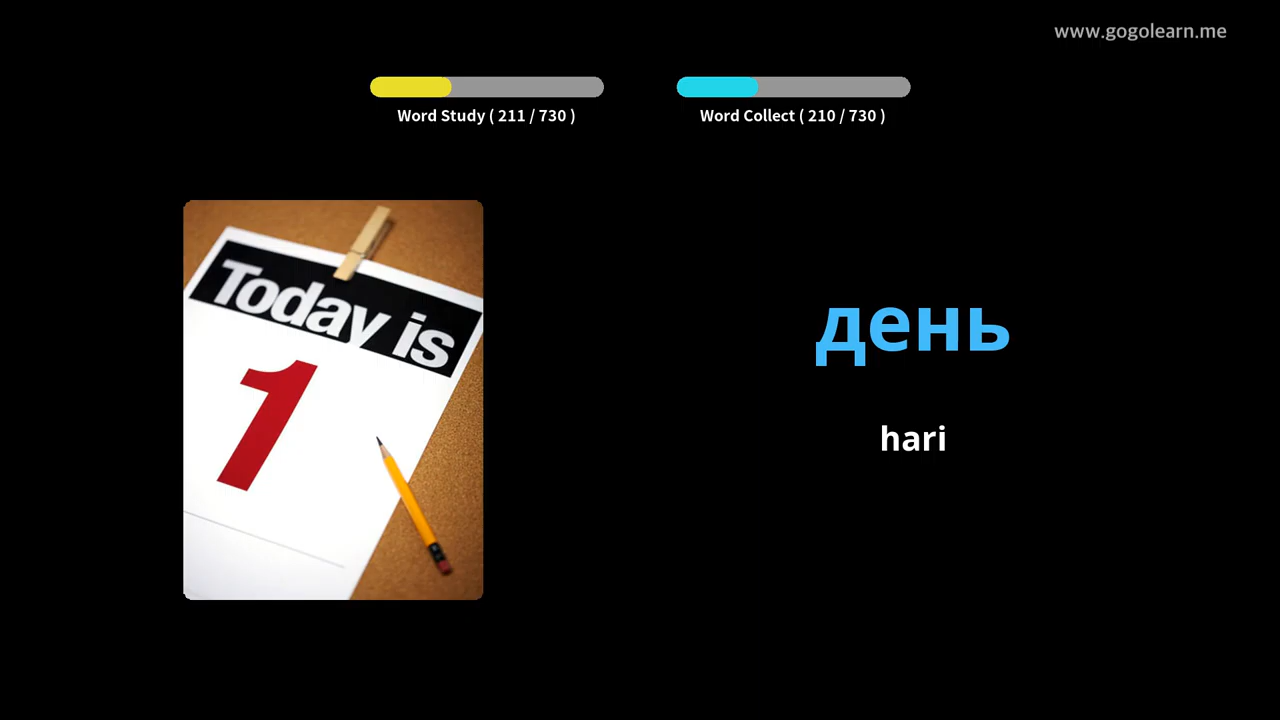 www.gogolearn.me
Word Study ( 211 / 730 )
Word Collect ( 210 / 730 )
Today is
1
день
hari